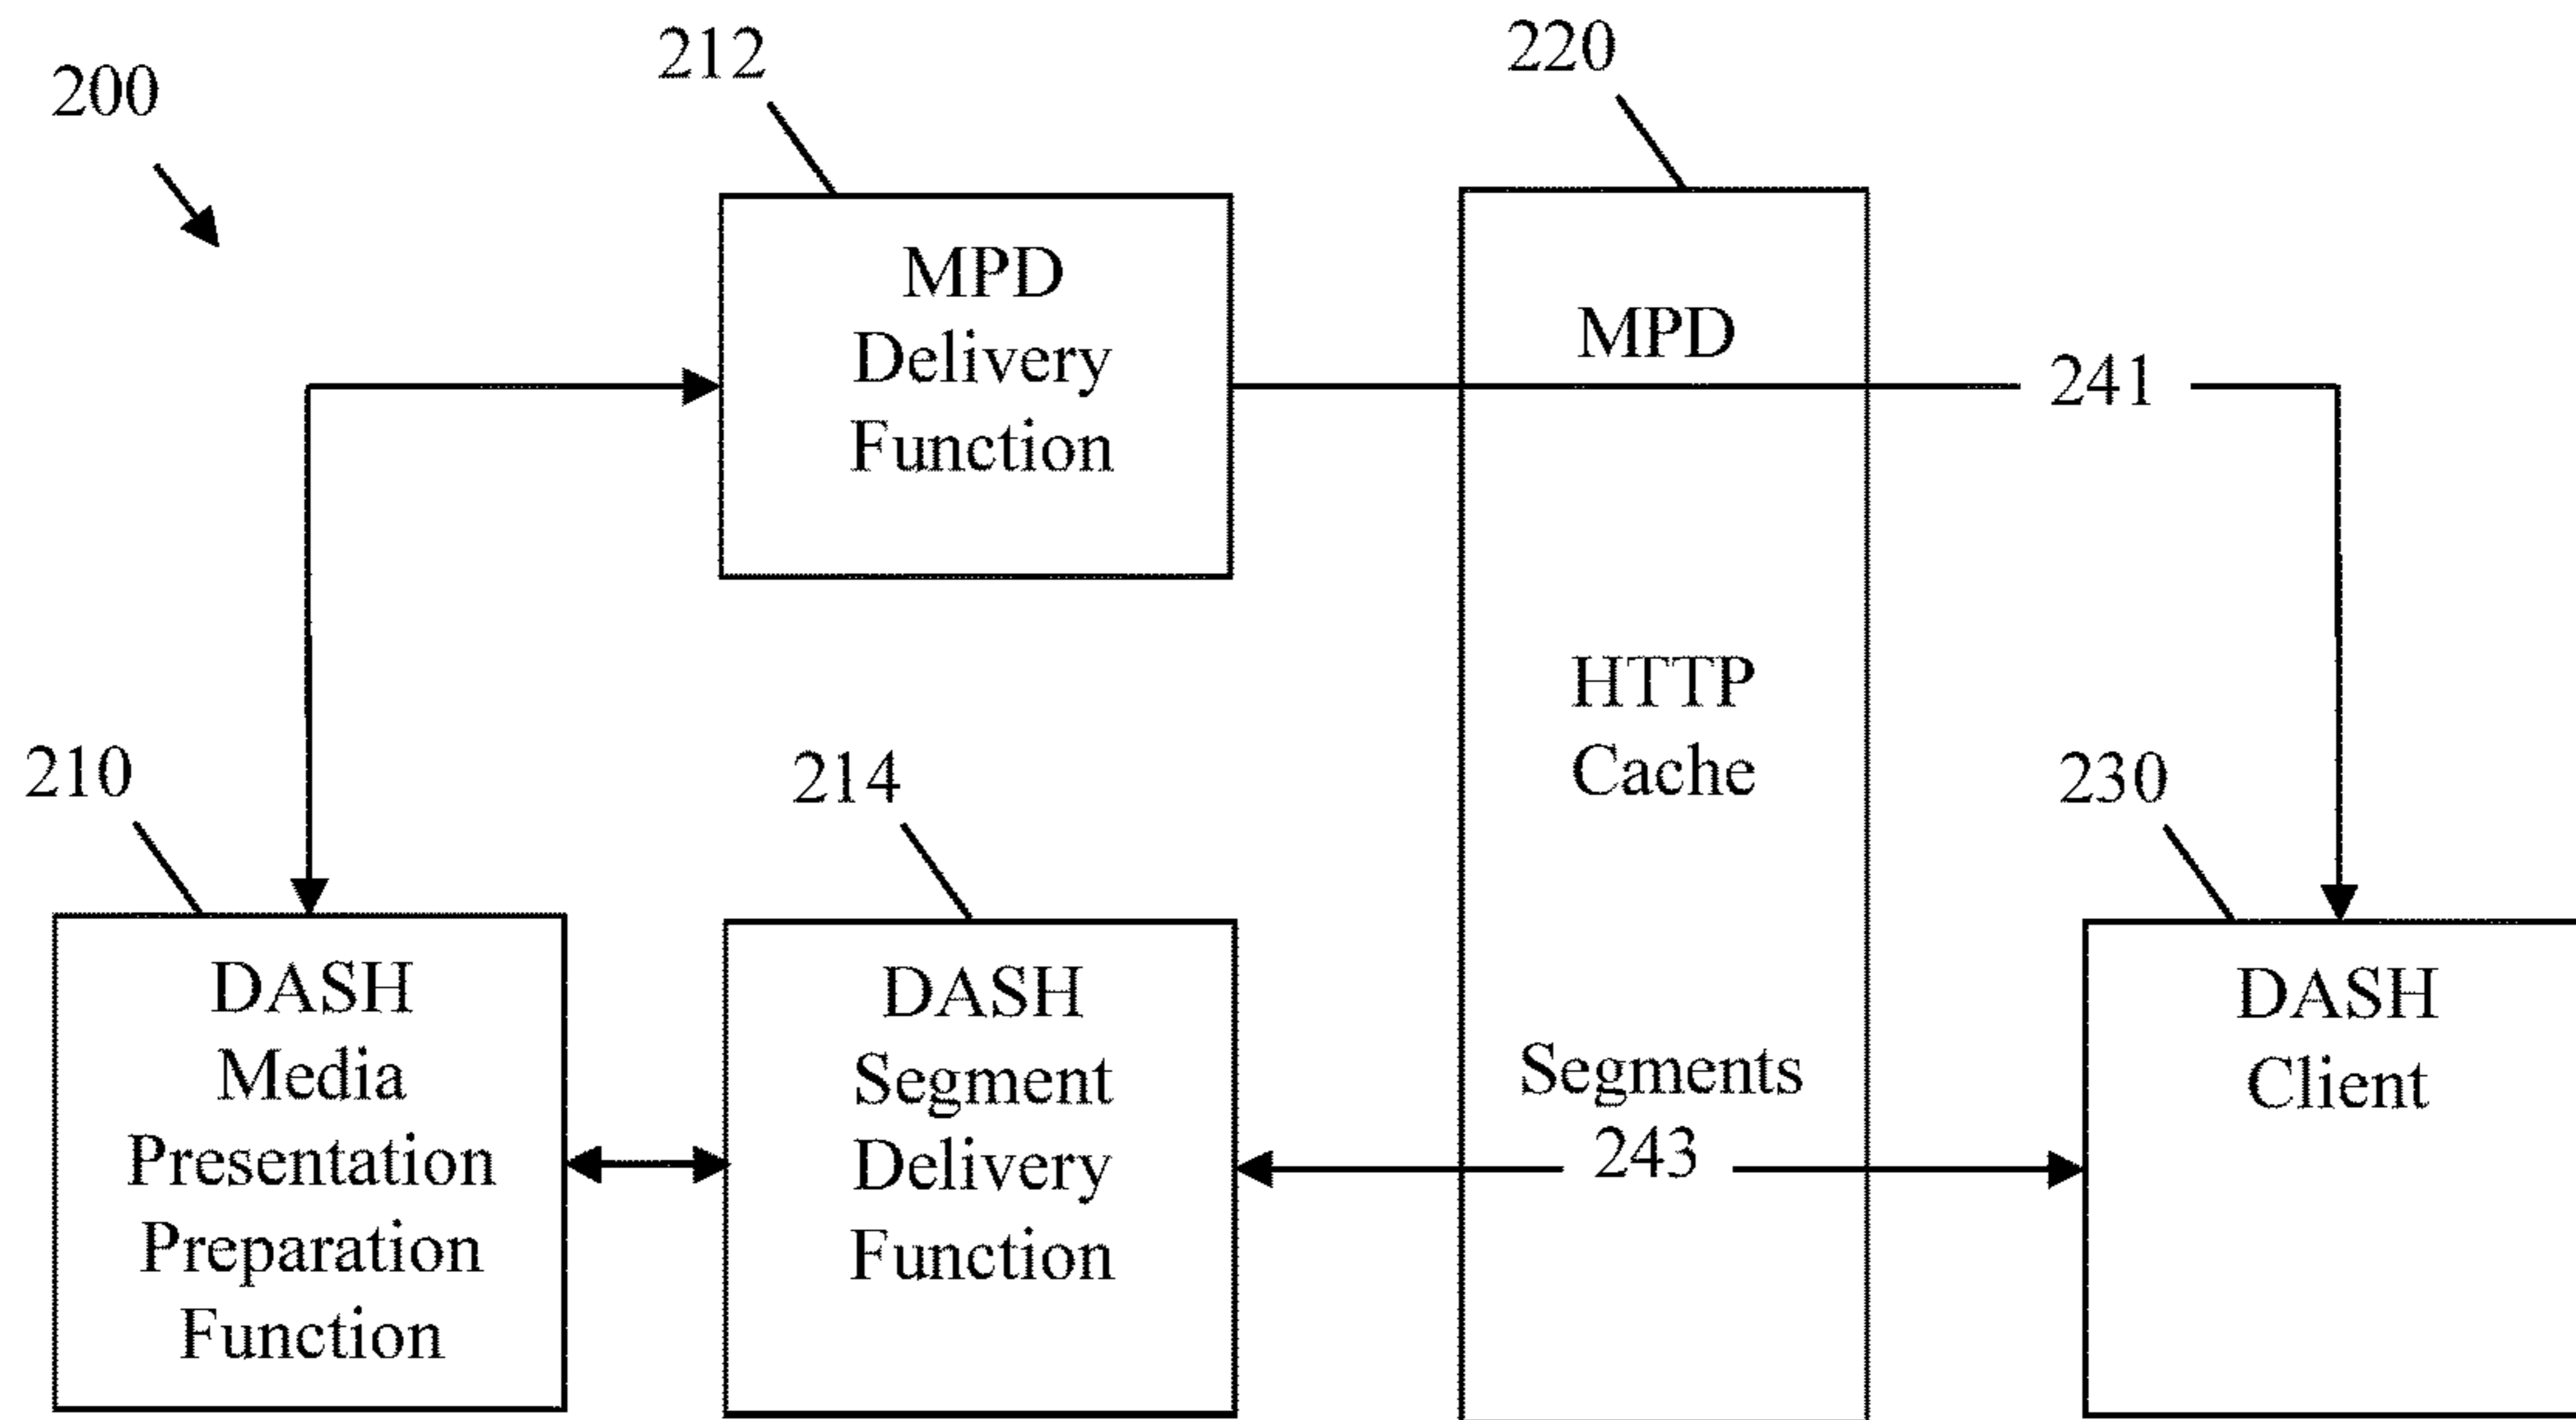 200
212
220
MPD
Delivery
Function
MPD
241
HTTP
Cache
210
214
230
DASH
Media
Presentation
Preparation
Function
DASH
Segment
Delivery
Function
Segments
243
DASH
Client